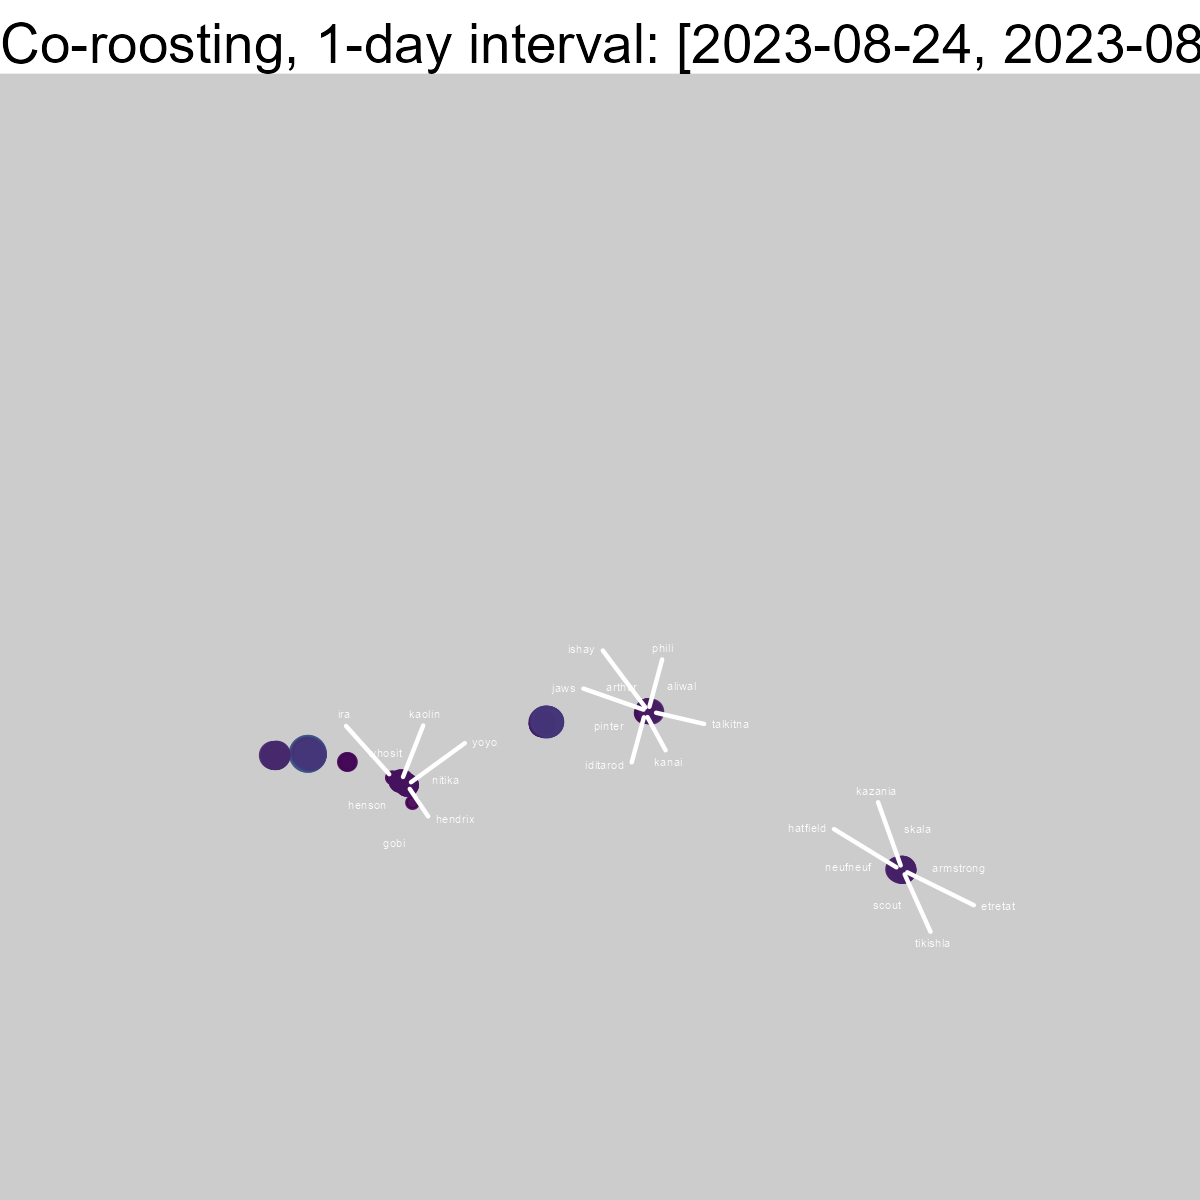 Co-roosting, 1-day interval: [2023-08-24, 2023-08
ishay
phili
jaws
arthur
aliwal
pinter
talkitna
iditarod
kanai
ira
kaolin
yoyo
nitika
henson
hendrix
gobi
kazania
hatfield
skala
neufneuf
armstrong
scout
etretat
tikishla